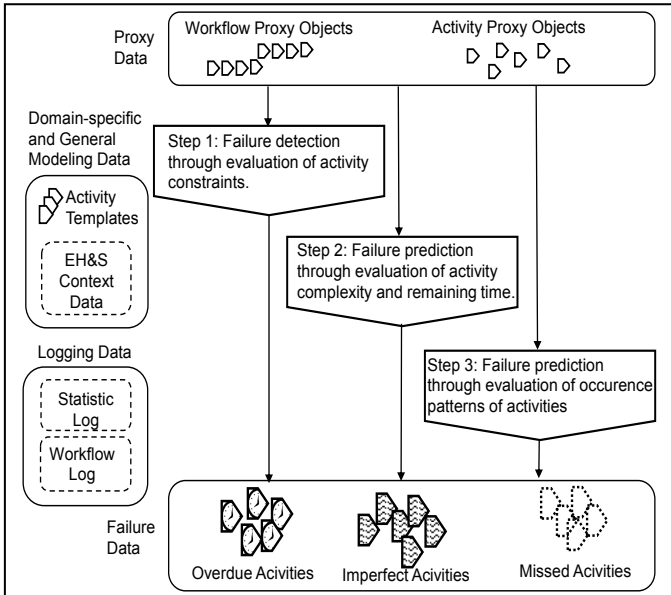 Proxy
Data
Workflow Proxy Objects
Activity Proxy Objects
Domain-specific
and General
Modeling Data
Activity
Templates
EH&S
Context
Data
Step 1: Failure detection
through evaluation of activity
constraints.
Step 2: Failure prediction
through evaluation of activity
complexity and remaining time.
Step 3: Failure prediction
through evaluation of occurence
patterns of activities
Logging Data
Statistic
Log
Workflow
Log
Failure
Data
Overdue Acivities
Imperfect Acivities
Missed Acivities